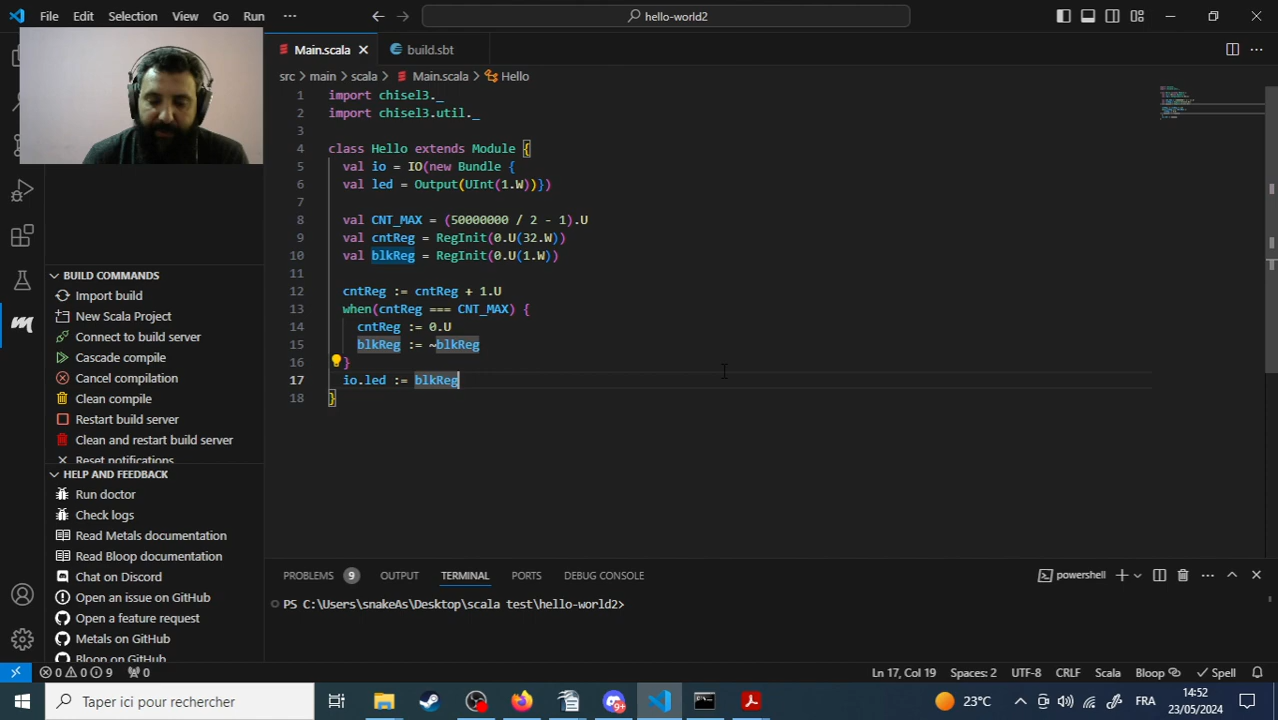 File Edit Selection View Go Run ··· hello-world2
Main.scala build.sbt
src > main > scala > Main.scala > Hello
1 import chisel3._
2 import chisel3.util._
3
4 class Hello extends Module {
5 val io = IO(new Bundle {
6 val led = Output(UInt(1.W))})
7
8 val CNT_MAX = (50000000 / 2 - 1).U
9 val cntReg = RegInit(0.U(32.W))
10 val blkReg = RegInit(0.U(1.W))
11
12 cntReg := cntReg + 1.U
13 when(cntReg === CNT_MAX) {
14 cntReg := 0.U
15 blkReg := ~blkReg
16 }
17 io.led := blkReg
18 }
BUILD COMMANDS
Import build
New Scala Project
Connect to build server
Cascade compile
Cancel compilation
Clean compile
Restart build server
Clean and restart build server
Reset notifications
HELP AND FEEDBACK
Run doctor
Check logs
Read Metals documentation
Read Bloop documentation
Chat on Discord
Open an issue on GitHub
Open a feature request
Metals on GitHub
Bloop on GitHub
PROBLEMS 9 OUTPUT TERMINAL PORTS DEBUG CONSOLE powershell
PS C:\Users\snakeAs\Desktop\scala test\hello-world2>
0 0 9 0 Ln 17, Col 19 Spaces: 2 UTF-8 CRLF Scala Bloop Spell
Taper ici pour rechercher 9+ 23°C FRA 14:52
23/05/2024